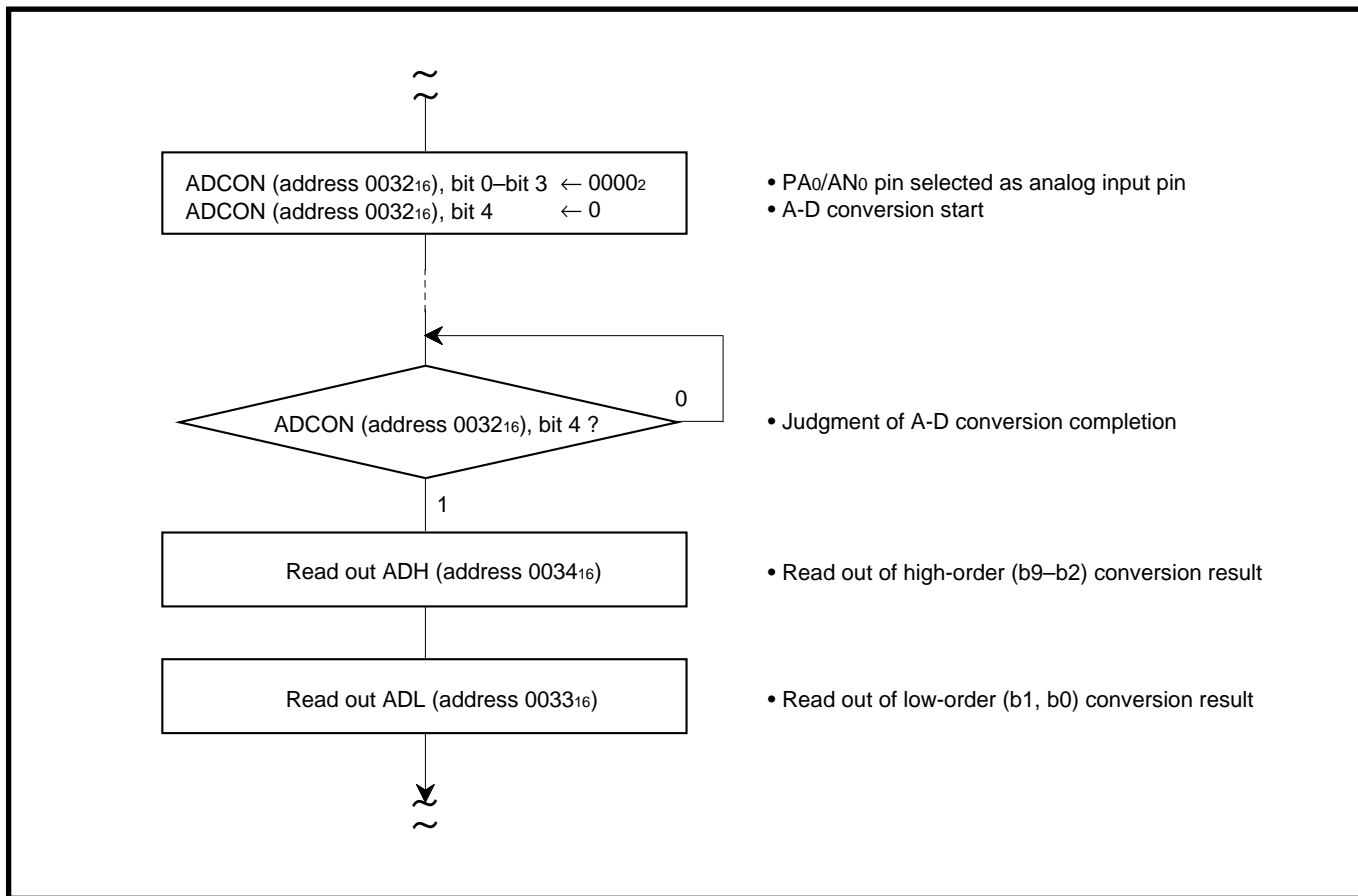 ADCON (address 0032₁₆), bit 0–bit 3 ← 0000₂
ADCON (address 0032₁₆), bit 4 ← 0
• PA₀/AN₀ pin selected as analog input pin
• A-D conversion start
0
ADCON (address 0032₁₆), bit 4 ?
• Judgment of A-D conversion completion
1
Read out ADH (address 0034₁₆)
• Read out of high-order (b9–b2) conversion result
Read out ADL (address 0033₁₆)
• Read out of low-order (b1, b0) conversion result